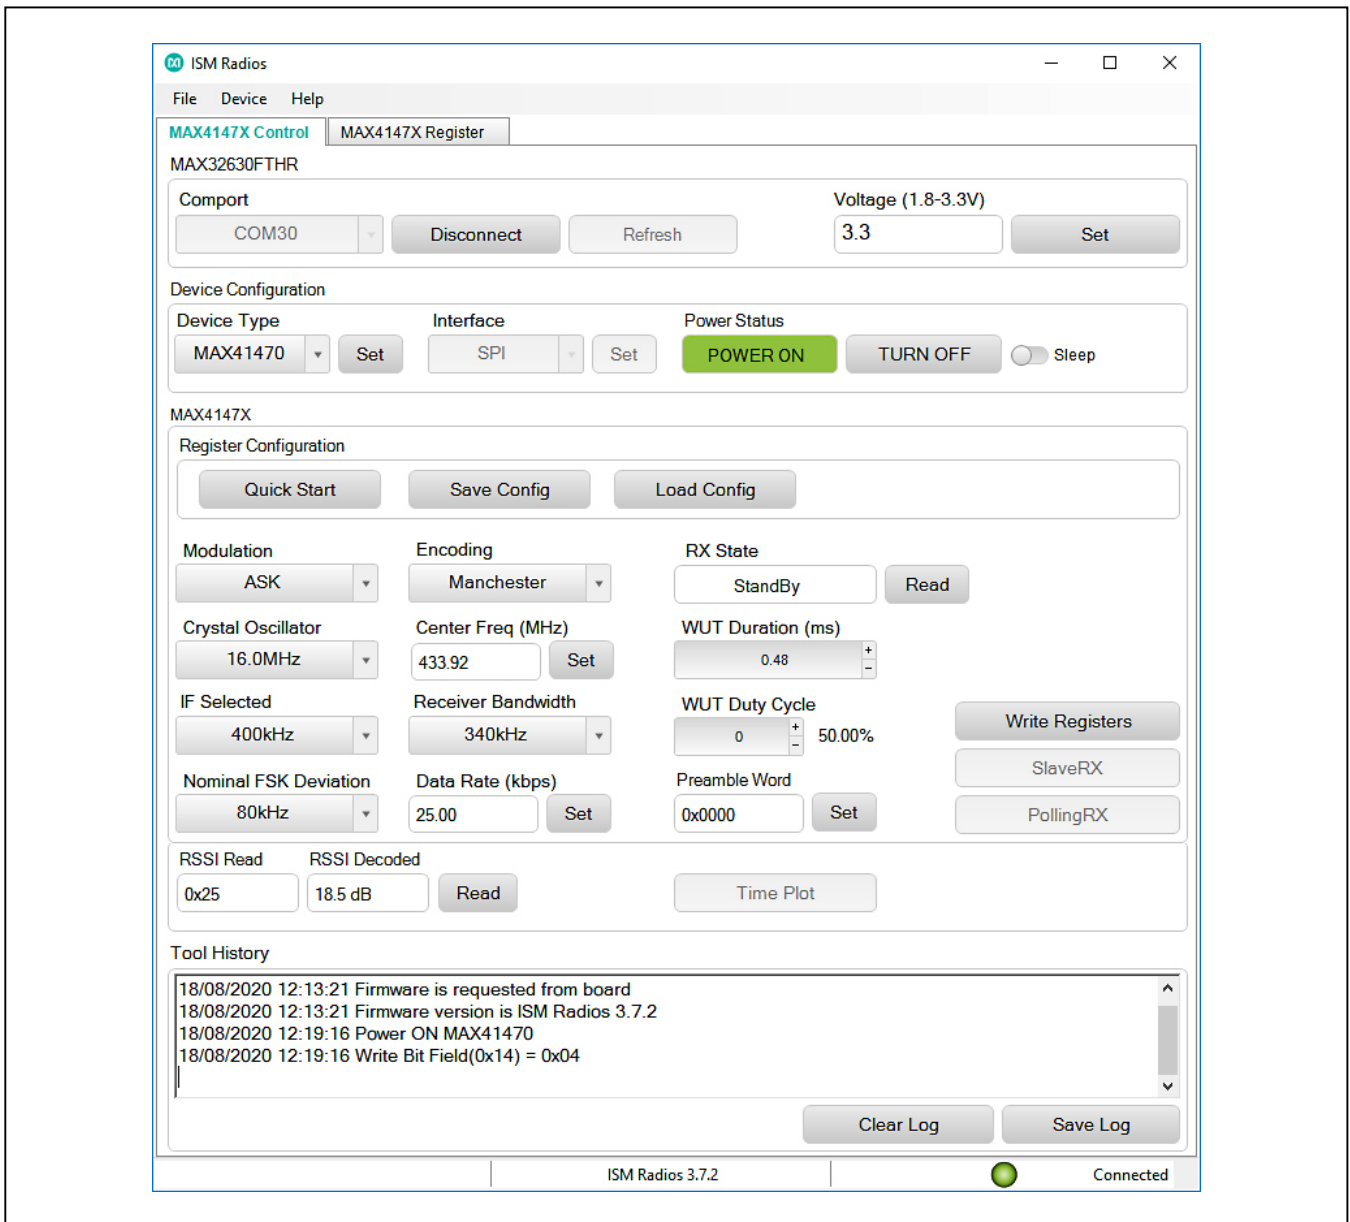 ISM Radios
File Device Help
MAX4147X Control MAX4147X Register
MAX32630FTHR
Comport Voltage (1.8-3.3V)
COM30 Disconnect Refresh 3.3 Set
Device Configuration
Device Type Interface Power Status
MAX41470 Set SPI Set POWER ON TURN OFF Sleep
MAX4147X
Register Configuration
Quick Start Save Config Load Config
Modulation Encoding RX State
ASK Manchester StandBy Read
Crystal Oscillator Center Freq (MHz) WUT Duration (ms)
16.0MHz 433.92 Set 0.48 + -
IF Selected Receiver Bandwidth WUT Duty Cycle
400kHz 340kHz 0 + - 50.00% Write Registers
SlaveRX
Nominal FSK Deviation Data Rate (kbps) Preamble Word
80kHz 25.00 Set 0x0000 Set PollingRX
RSSI Read RSSI Decoded
0x25 18.5 dB Read Time Plot
Tool History
18/08/2020 12:13:21 Firmware is requested from board
18/08/2020 12:13:21 Firmware version is ISM Radios 3.7.2
18/08/2020 12:19:16 Power ON MAX41470
18/08/2020 12:19:16 Write Bit Field(0x14) = 0x04
Clear Log Save Log
ISM Radios 3.7.2 Connected